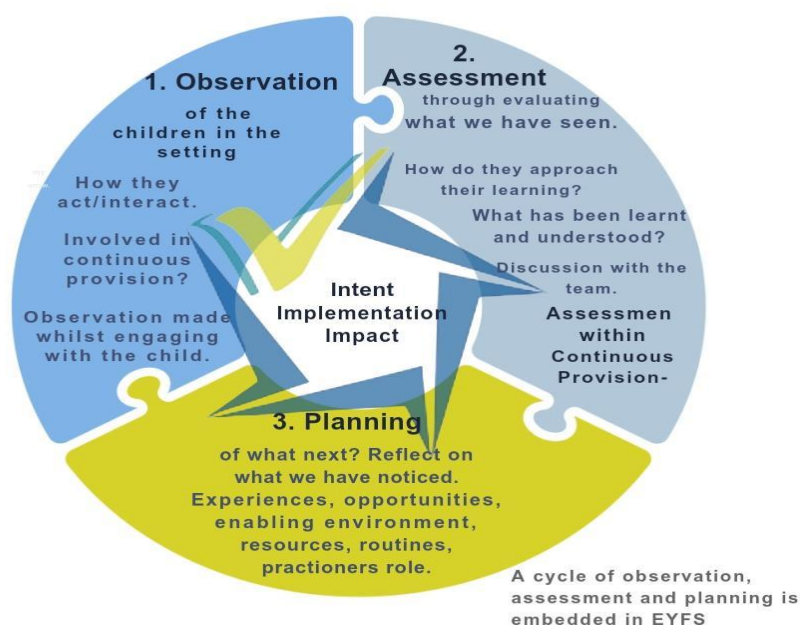 1. Observation
of the
children in the
setting
How they
act/interact.
Involved in
continuous
provision?
Observation made
whilst engaging
with the child.
2.
Assessment
through evaluating
what we have seen.
How do they approach
their learning?
What has been learnt
and understood?
Discussion with the
team.
Assessmen
within
Continuous
Provision-
Intent
Implementation
Impact
3. Planning
of what next? Reflect on
what we have noticed.
Experiences, opportunities,
enabling environment,
resources, routines,
practioners role.
A cycle of observation,
assessment and planning is
embedded in EYFS